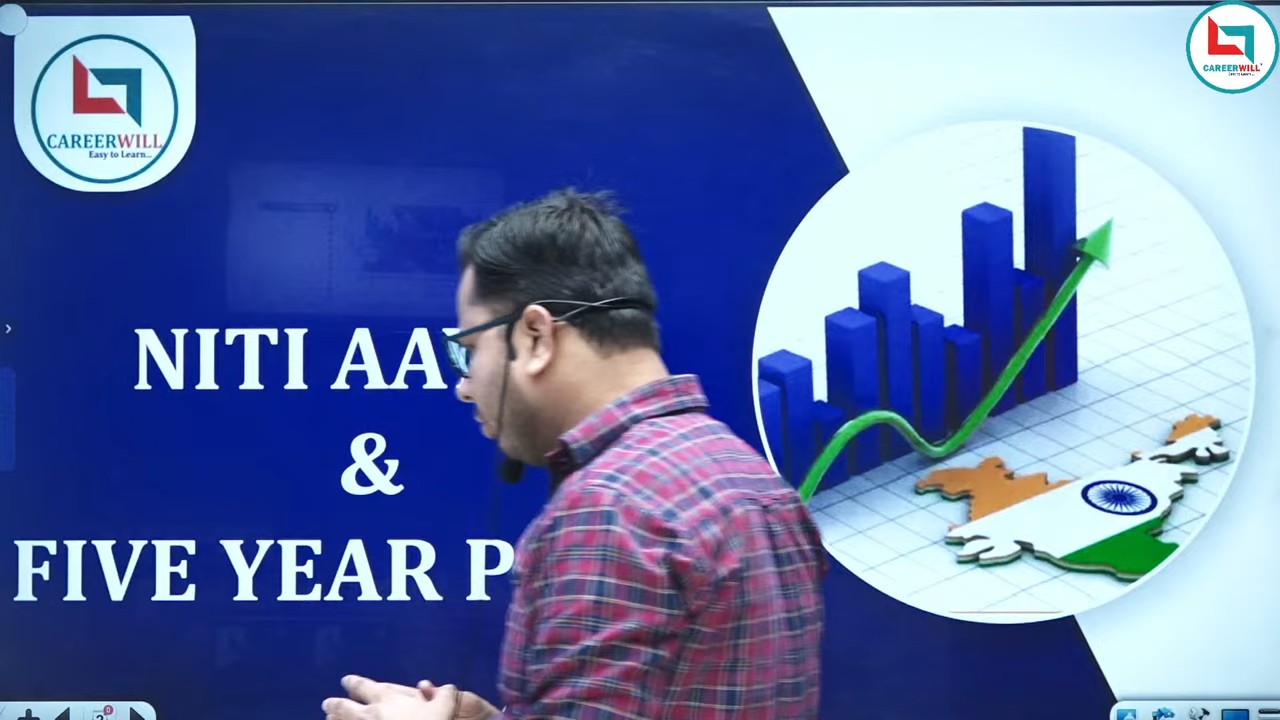 CAREERWILL
Easy to Learn...
CAREERWILL
NITI AA
&
FIVE YEAR P